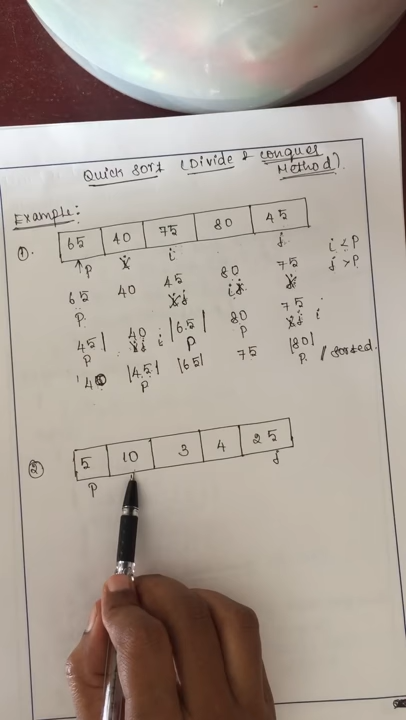 Quick sort (Divide & conquer
Method).
Example:
①. 65 40 75 80 45
↑P i i j i < P
65 40 45 80 75 j > P
P i j i j j
45| 40 i |65| 80 75 i
P i j P P i j
40 |45| |65| 75 |80| / sorted.
P P
② 5 10 3 4 25
P j